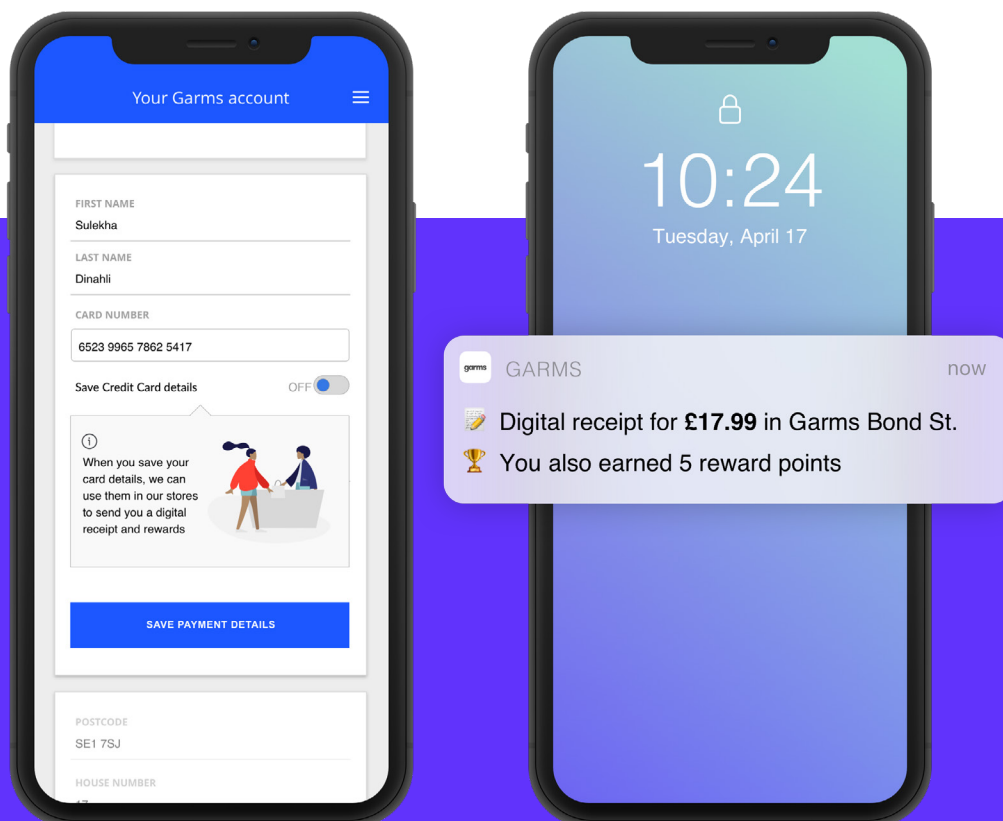 Your Garms account
FIRST NAME
Sulekha
LAST NAME
Dinahli
CARD NUMBER
6523 9965 7862 5417
Save Credit Card details OFF
When you save your
card details, we can
use them in our stores
to send you a digital
receipt and rewards
SAVE PAYMENT DETAILS
POSTCODE
SE1 7SJ
HOUSE NUMBER
10:24
Tuesday, April 17
garms GARMS now
Digital receipt for £17.99 in Garms Bond St.
You also earned 5 reward points